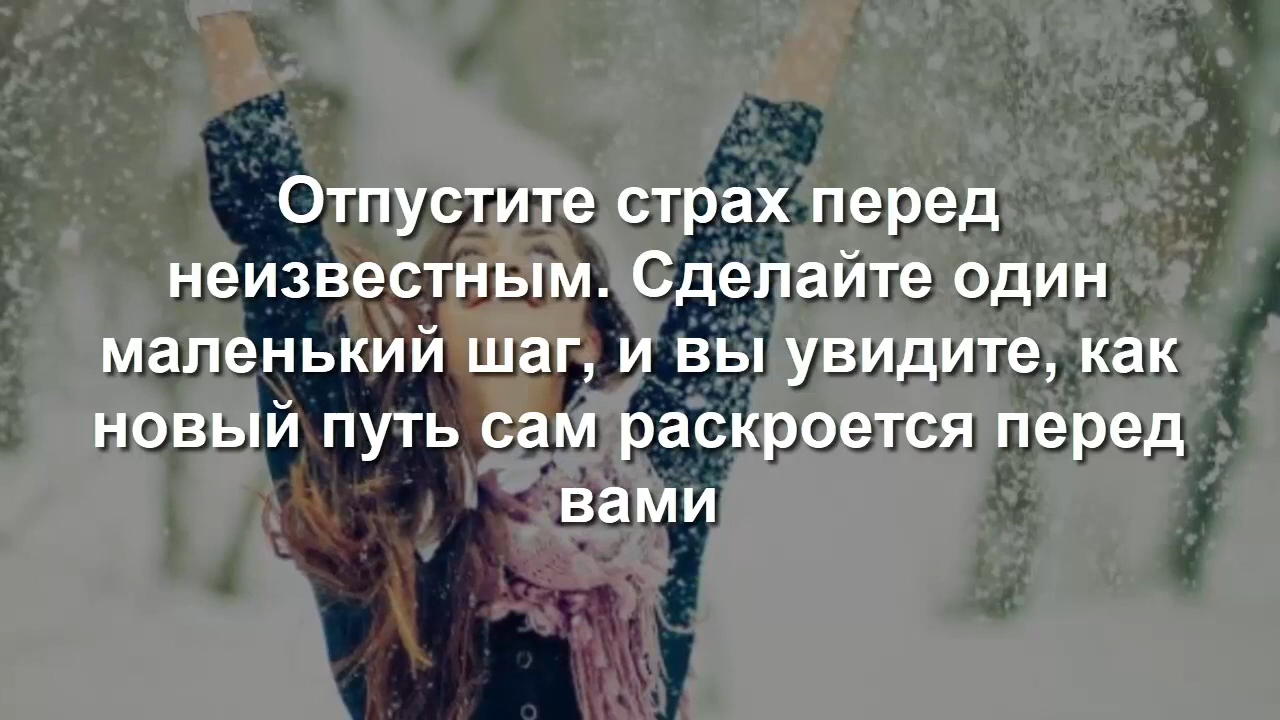 Отпустите страх перед
неизвестным. Сделайте один
маленький шаг, и вы увидите, как
новый путь сам раскроется перед
вами